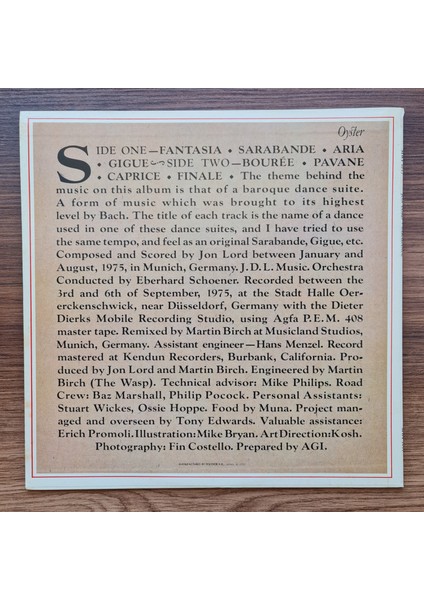 Oyster
SIDE ONE—FANTASIA • SARABANDE • ARIA
• GIGUE~SIDE TWO—BOURÉE • PAVANE
• CAPRICE • FINALE • The theme behind the
music on this album is that of a baroque dance suite.
A form of music which was brought to its highest
level by Bach. The title of each track is the name of a dance
used in one of these dance suites, and I have tried to use
the same tempo, and feel as an original Sarabande, Gigue, etc.
Composed and Scored by Jon Lord between January and
August, 1975, in Munich, Germany. J.D.L. Music. Orchestra
Conducted by Eberhard Schoener. Recorded between the
3rd and 6th of September, 1975, at the Stadt Halle Oer-
erckenschwick, near Düsseldorf, Germany with the Dieter
Dierks Mobile Recording Studio, using Agfa P.E.M. 408
master tape. Remixed by Martin Birch at Musicland Studios,
Munich, Germany. Assistant engineer—Hans Menzel. Record
mastered at Kendun Recorders, Burbank, California. Pro-
duced by Jon Lord and Martin Birch. Engineered by Martin
Birch (The Wasp). Technical advisor: Mike Philips. Road
Crew: Baz Marshall, Philip Pocock. Personal Assistants:
Stuart Wickes, Ossie Hoppe. Food by Muna. Project man-
aged and overseen by Tony Edwards. Valuable assistance:
Erich Promoli. Illustration: Mike Bryan. Art Direction: Kosh.
Photography: Fin Costello. Prepared by AGI.